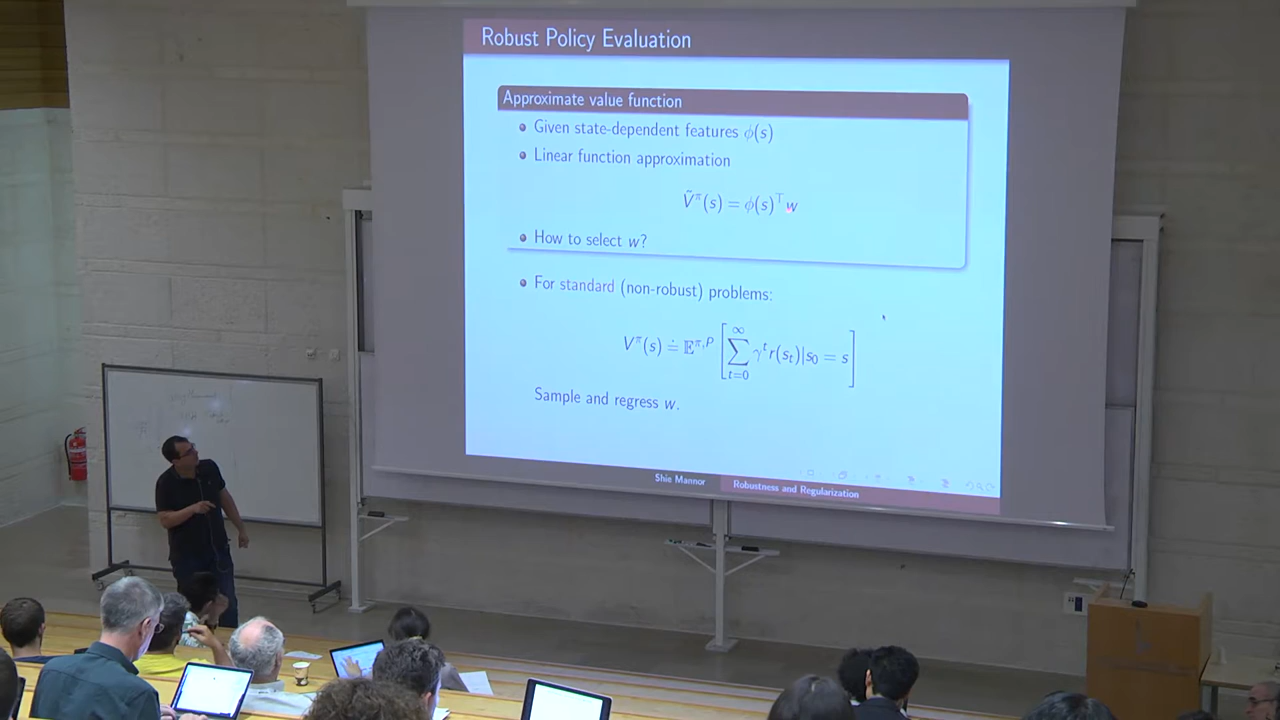 Robust Policy Evaluation
Approximate value function
• Given state-dependent features ϕ(s)
• Linear function approximation
Ṽ^π(s) = ϕ(s)^⊤ w
• How to select w?
• For standard (non-robust) problems:
V^π(s) ≐ 𝔼^{π,P} [ ∑_{t=0}^{∞} γ^t r(s_t)|s_0 = s ]
Sample and regress w.
Shie Mannor Robustness and Regularization